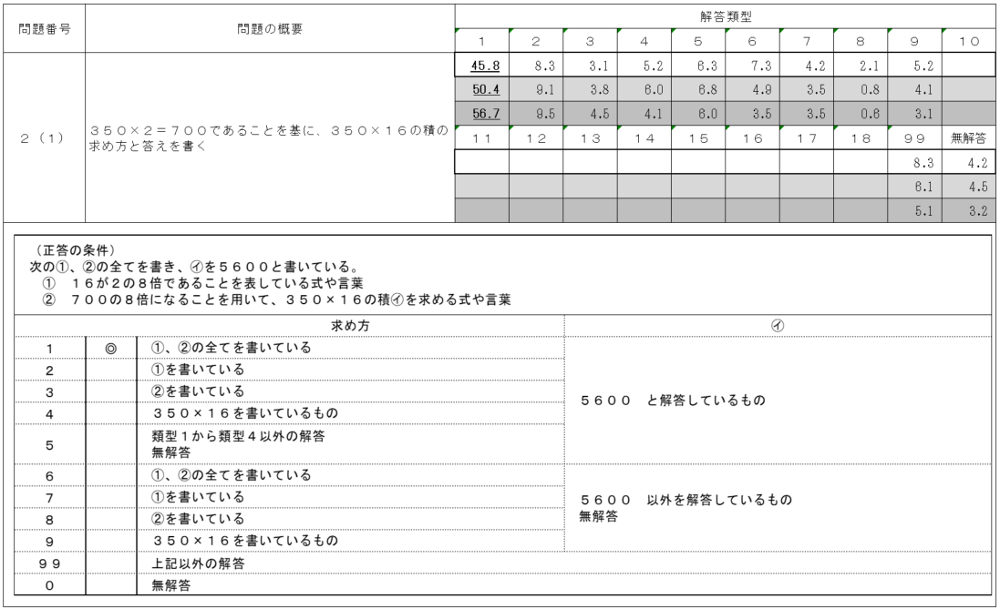 問題番号 問題の概要 解答類型
１ ２ ３ ４ ５ ６ ７ ８ ９ １０
２（１） ３５０×２＝７００であることを基に、３５０×１６の積の
求め方と答えを書く
45.8 8.3 3.1 5.2 6.3 7.3 4.2 2.1 5.2
50.4 9.1 3.8 6.0 6.8 4.9 3.5 0.8 4.1
56.7 9.5 4.5 4.1 6.0 3.5 3.5 0.6 3.1
１１ １２ １３ １４ １５ １６ １７ １８ ９９ 無解答
8.3 4.2
6.1 4.5
5.1 3.2
（正答の条件）
次の①、②の全てを書き、㋑を５６００と書いている。
① １６が２の８倍であることを表している式や言葉
② ７００の８倍になることを用いて、３５０×１６の積㋑を求める式や言葉
求め方 ㋑
１ ◎ ①、②の全てを書いている
２ ①を書いている
３ ②を書いている
４ ３５０×１６を書いているもの
５ 類型１から類型４以外の解答
無解答
５６００ と解答しているもの
６ ①、②の全てを書いている
７ ①を書いている
８ ②を書いている
９ ３５０×１６を書いているもの
５６００ 以外を解答しているもの
無解答
９９ 上記以外の解答
０ 無解答